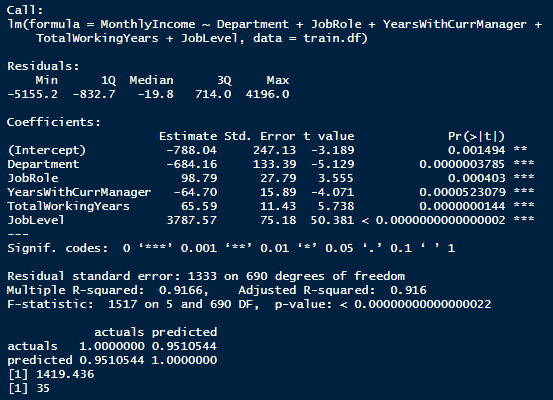 Call:
lm(formula = MonthlyIncome ~ Department + JobRole + YearsWithCurrManager +
    TotalWorkingYears + JobLevel, data = train.df)
Residuals:
    Min      1Q  Median      3Q     Max
-5155.2  -832.7   -19.8   714.0  4196.0
Coefficients:
                     Estimate Std. Error t value             Pr(>|t|)
(Intercept)           -788.04     247.13  -3.189             0.001494 **
Department            -684.16     133.39  -5.129         0.0000003785 ***
JobRole                 98.79      27.79   3.555             0.000403 ***
YearsWithCurrManager   -64.70      15.89  -4.071         0.0000523079 ***
TotalWorkingYears       65.59      11.43   5.738         0.0000000144 ***
JobLevel              3787.57      75.18  50.381 < 0.0000000000000002 ***
---
Signif. codes:  0 ‘***’ 0.001 ‘**’ 0.01 ‘*’ 0.05 ‘.’ 0.1 ‘ ’ 1
Residual standard error: 1333 on 690 degrees of freedom
Multiple R-squared:  0.9166,    Adjusted R-squared:  0.916
F-statistic:  1517 on 5 and 690 DF,  p-value: < 0.00000000000000022
            actuals predicted
actuals   1.0000000 0.9510544
predicted 0.9510544 1.0000000
[1] 1419.436
[1] 35